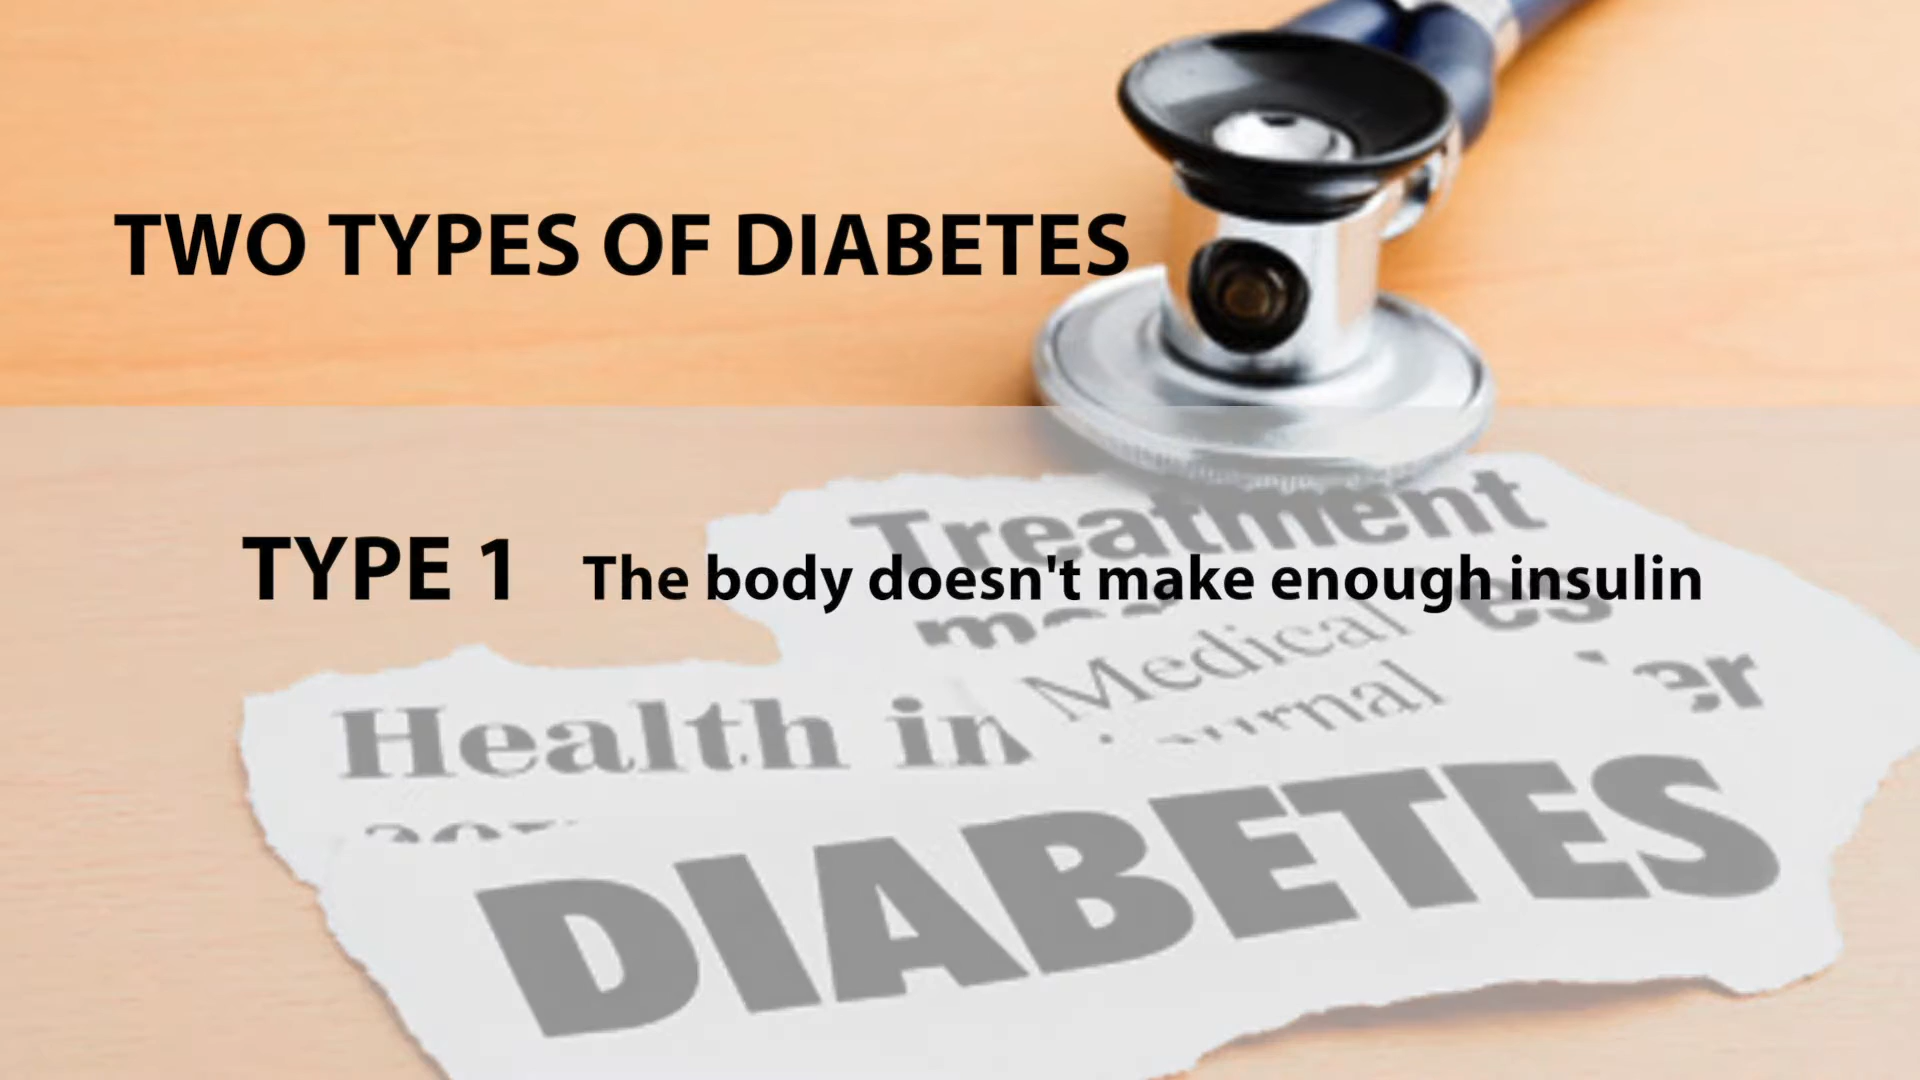 TWO TYPES OF DIABETES
TYPE 1 The body doesn't make enough insulin
Treatment
Medical
Health in
DIABETES